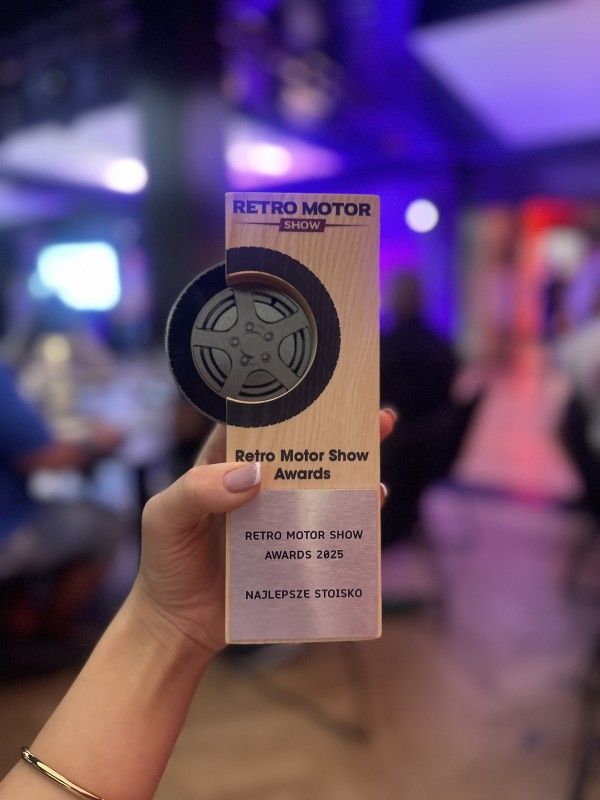 RETRO MOTOR
SHOW
Retro Motor Show
Awards
RETRO MOTOR SHOW
AWARDS 2025
NAJLEPSZE STOISKO